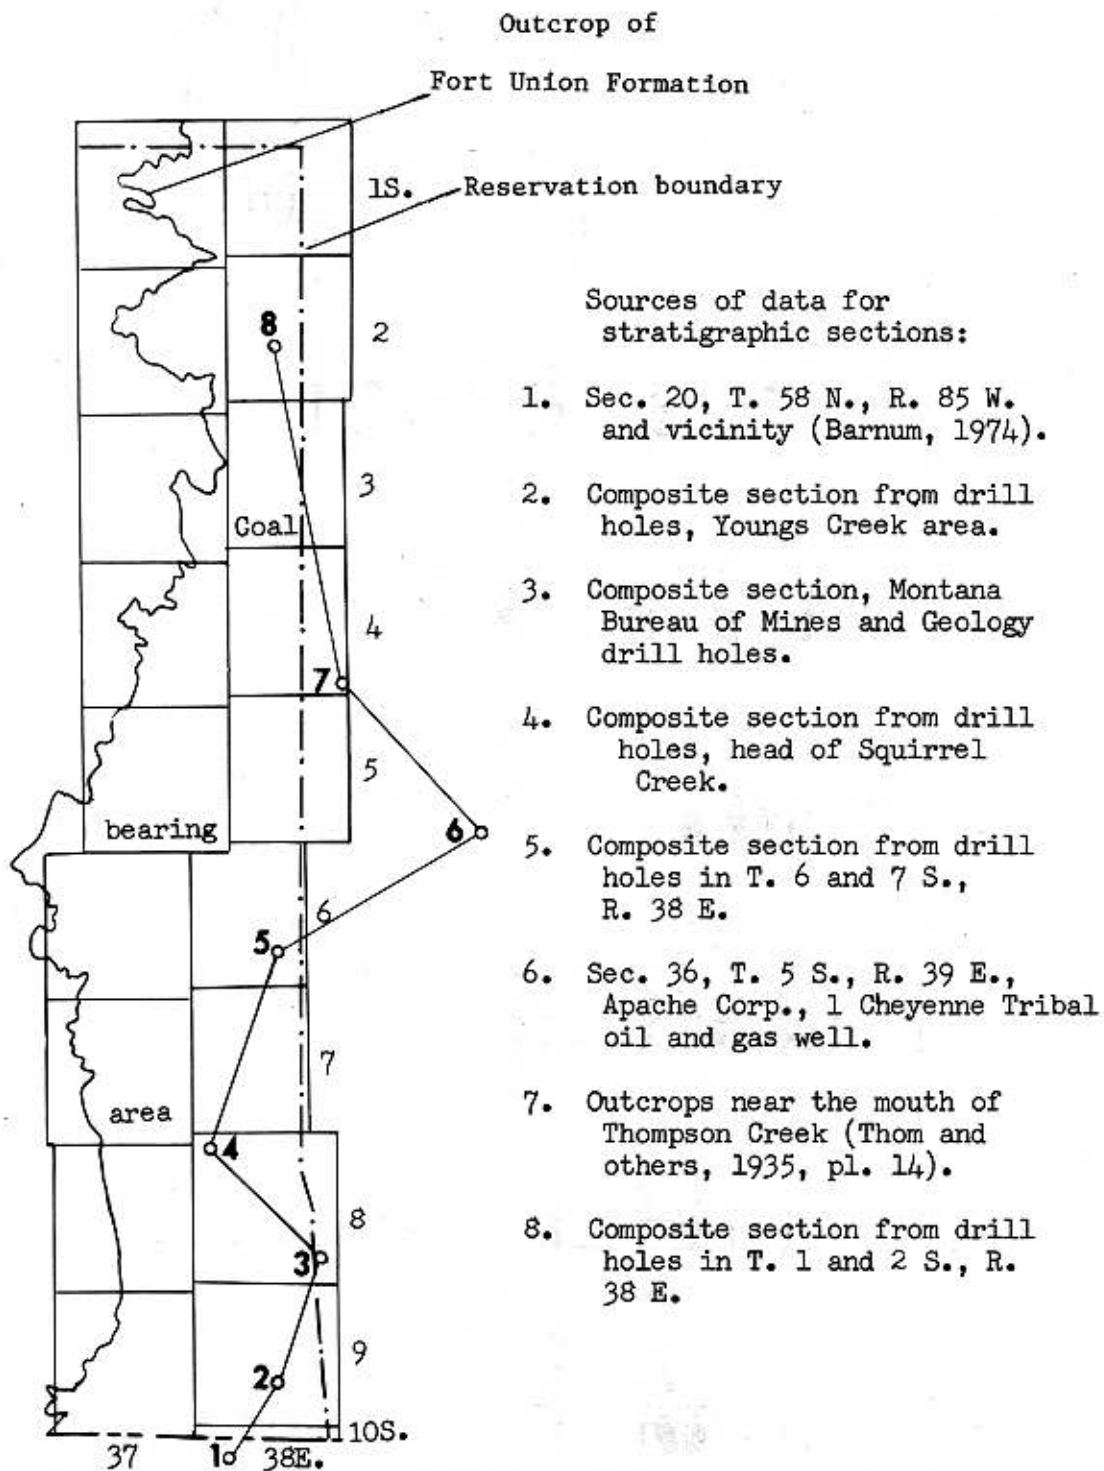 Outcrop of
Fort Union Formation
1S.
Reservation boundary
8
2
3
Coal
4
7
5
bearing
6
6
5
7
area
4
8
3
9
2
10S.
37
1
38E.
Sources of data for
stratigraphic sections:
1. Sec. 20, T. 58 N., R. 85 W.
and vicinity (Barnum, 1974).
2. Composite section from drill
holes, Youngs Creek area.
3. Composite section, Montana
Bureau of Mines and Geology
drill holes.
4. Composite section from drill
holes, head of Squirrel
Creek.
5. Composite section from drill
holes in T. 6 and 7 S.,
R. 38 E.
6. Sec. 36, T. 5 S., R. 39 E.,
Apache Corp., 1 Cheyenne Tribal
oil and gas well.
7. Outcrops near the mouth of
Thompson Creek (Thom and
others, 1935, pl. 14).
8. Composite section from drill
holes in T. 1 and 2 S., R.
38 E.